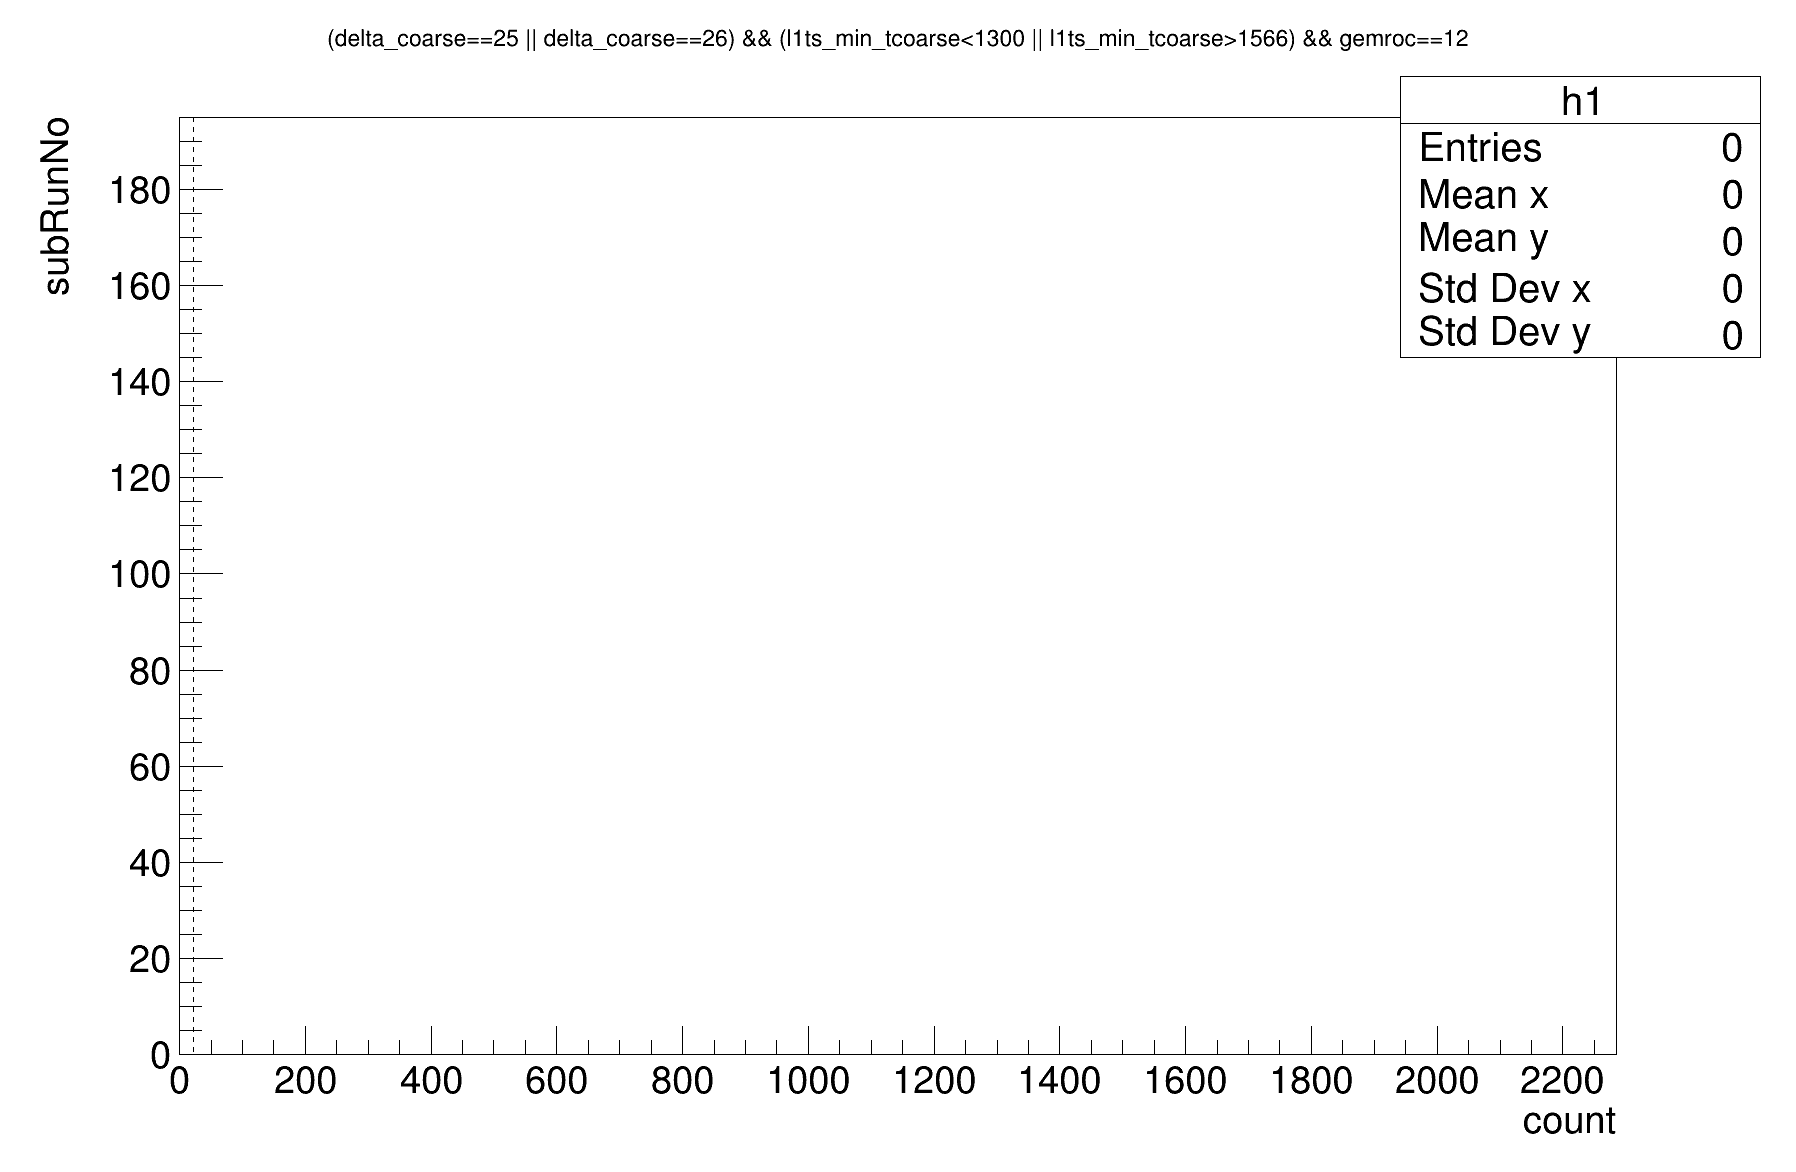 (delta_coarse==25 || delta_coarse==26) && (l1ts_min_tcoarse<1300 || l1ts_min_tcoarse>1566) && gemroc==12
h1
Entries 0
Mean x 0
Mean y 0
Std Dev x 0
Std Dev y 0
subRunNo
180
160
140
120
100
80
60
40
20
0
0 200 400 600 800 1000 1200 1400 1600 1800 2000 2200
count